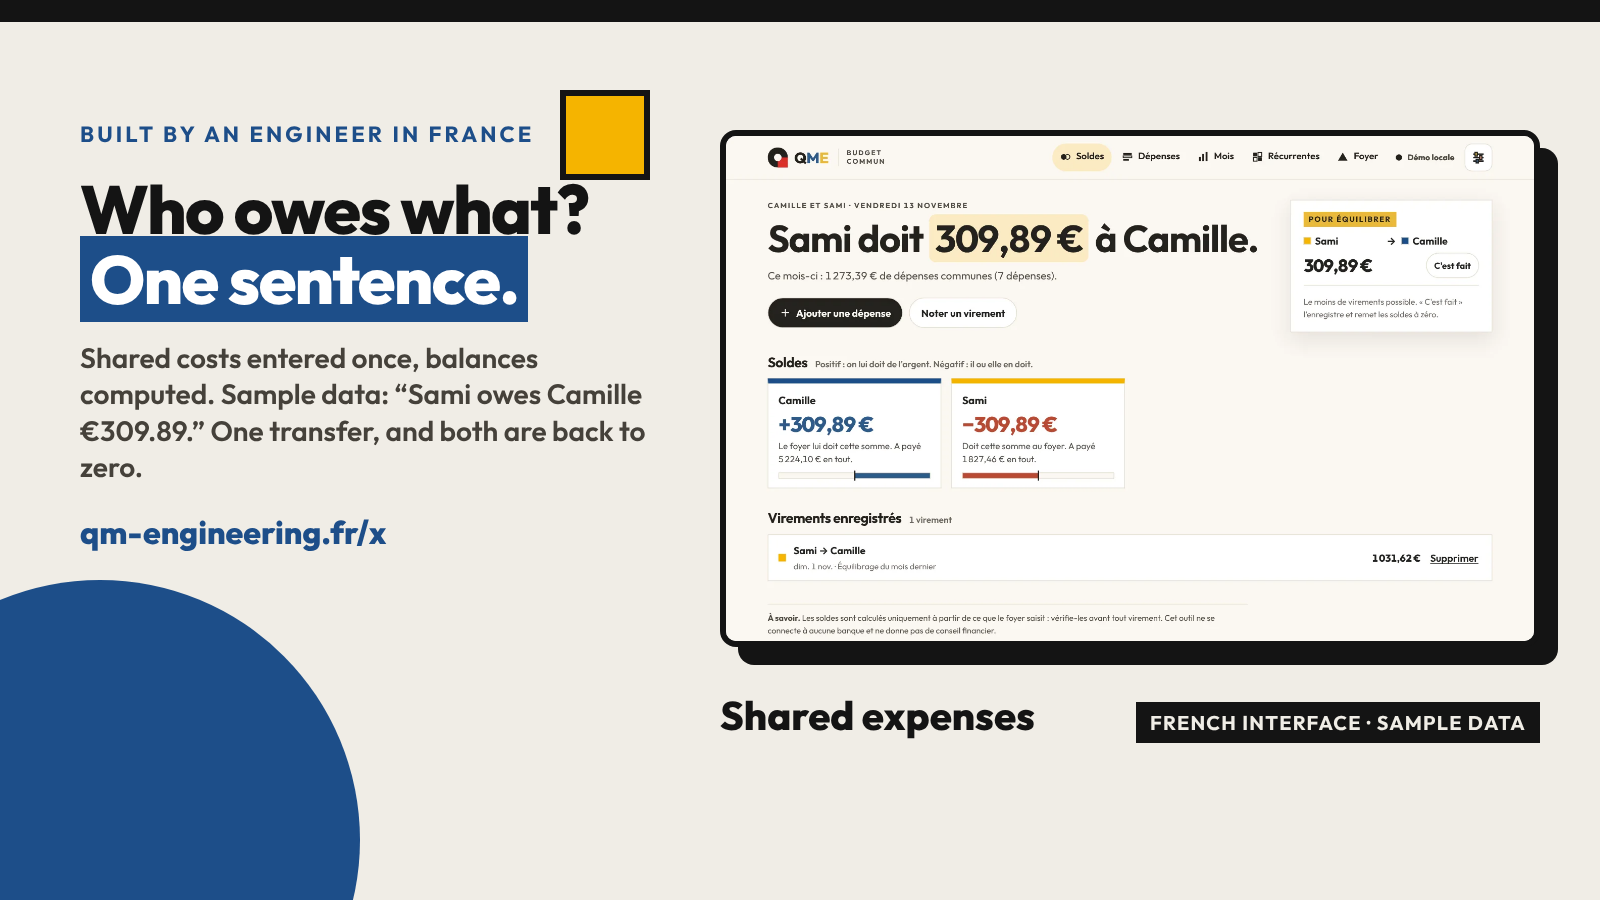 BUILT BY AN ENGINEER IN FRANCE
Who owes what?
One sentence.
Shared costs entered once, balances
computed. Sample data: “Sami owes Camille
€309.89.” One transfer, and both are back to
zero.
qm-engineering.fr/x
QME
BUDGET
COMMUN
Soldes
Dépenses
Mois
Récurrentes
Foyer
Démo locale
CAMILLE ET SAMI · VENDREDI 13 NOVEMBRE
Sami doit 309,89 € à Camille.
Ce mois-ci : 1 273,39 € de dépenses communes (7 dépenses).
+ Ajouter une dépense
Noter un virement
POUR ÉQUILIBRER
Sami → Camille
309,89 €
C'est fait
Le moins de virements possible. « C'est fait »
l'enregistre et remet les soldes à zéro.
Soldes Positif : on lui doit de l'argent. Négatif : il ou elle en doit.
Camille
+309,89 €
Le foyer lui doit cette somme. A payé
5 224,10 € en tout.
Sami
−309,89 €
Doit cette somme au foyer. A payé
1 827,46 € en tout.
Virements enregistrés 1 virement
Sami → Camille
dim. 1 nov. · Équilibrage du mois dernier
1 031,62 € Supprimer
À savoir. Les soldes sont calculés uniquement à partir de ce que le foyer saisit : vérifie-les avant tout virement. Cet outil ne se
connecte à aucune banque et ne donne pas de conseil financier.
Shared expenses
FRENCH INTERFACE · SAMPLE DATA